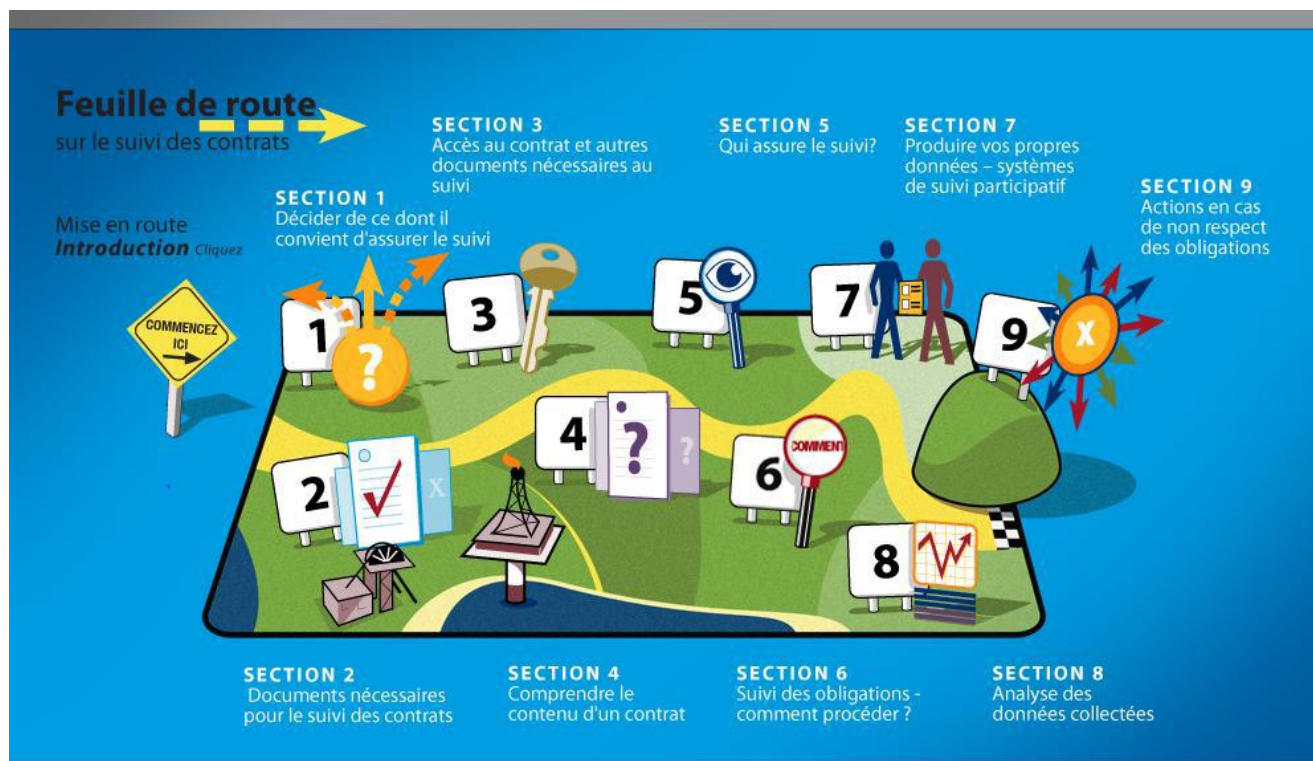 Feuille de route
sur le suivi des contrats
Mise en route
Introduction Cliquez
COMMENCEZ
ICI
SECTION 1
Décider de ce dont il
convient d'assurer le suivi
SECTION 3
Accès au contrat et autres
documents nécessaires au
suivi
SECTION 5
Qui assure le suivi?
SECTION 7
Produire vos propres
données – systèmes
de suivi participatif
SECTION 9
Actions en cas
de non respect
des obligations
1
?
3
5
7
9
X
2
X
4
?
?
6
COMMENT
8
SECTION 2
Documents nécessaires
pour le suivi des contrats
SECTION 4
Comprendre le
contenu d'un contrat
SECTION 6
Suivi des obligations -
comment procéder ?
SECTION 8
Analyse des
données collectées